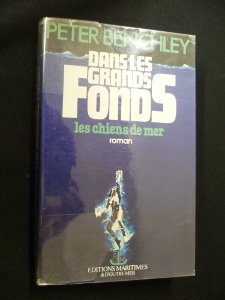 PETER BENCHLEY
DANS LES
GRANDS
FONDS
les chiens de mer
roman
EDITIONS MARITIMES
& D'OUTRE-MER